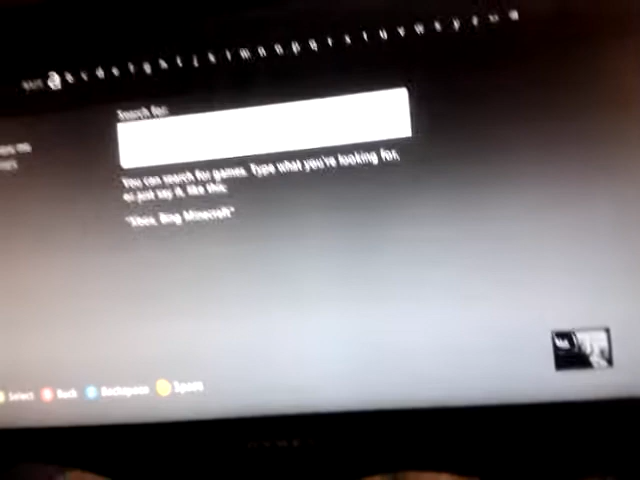 a b c d e f g h i j k l m n o p q r s t u v w x y z
Search for:
You can search for games. Type what you're looking for,
or just say it, like this:
"Xbox, Bing Minecraft"
Select Back Backspace Space